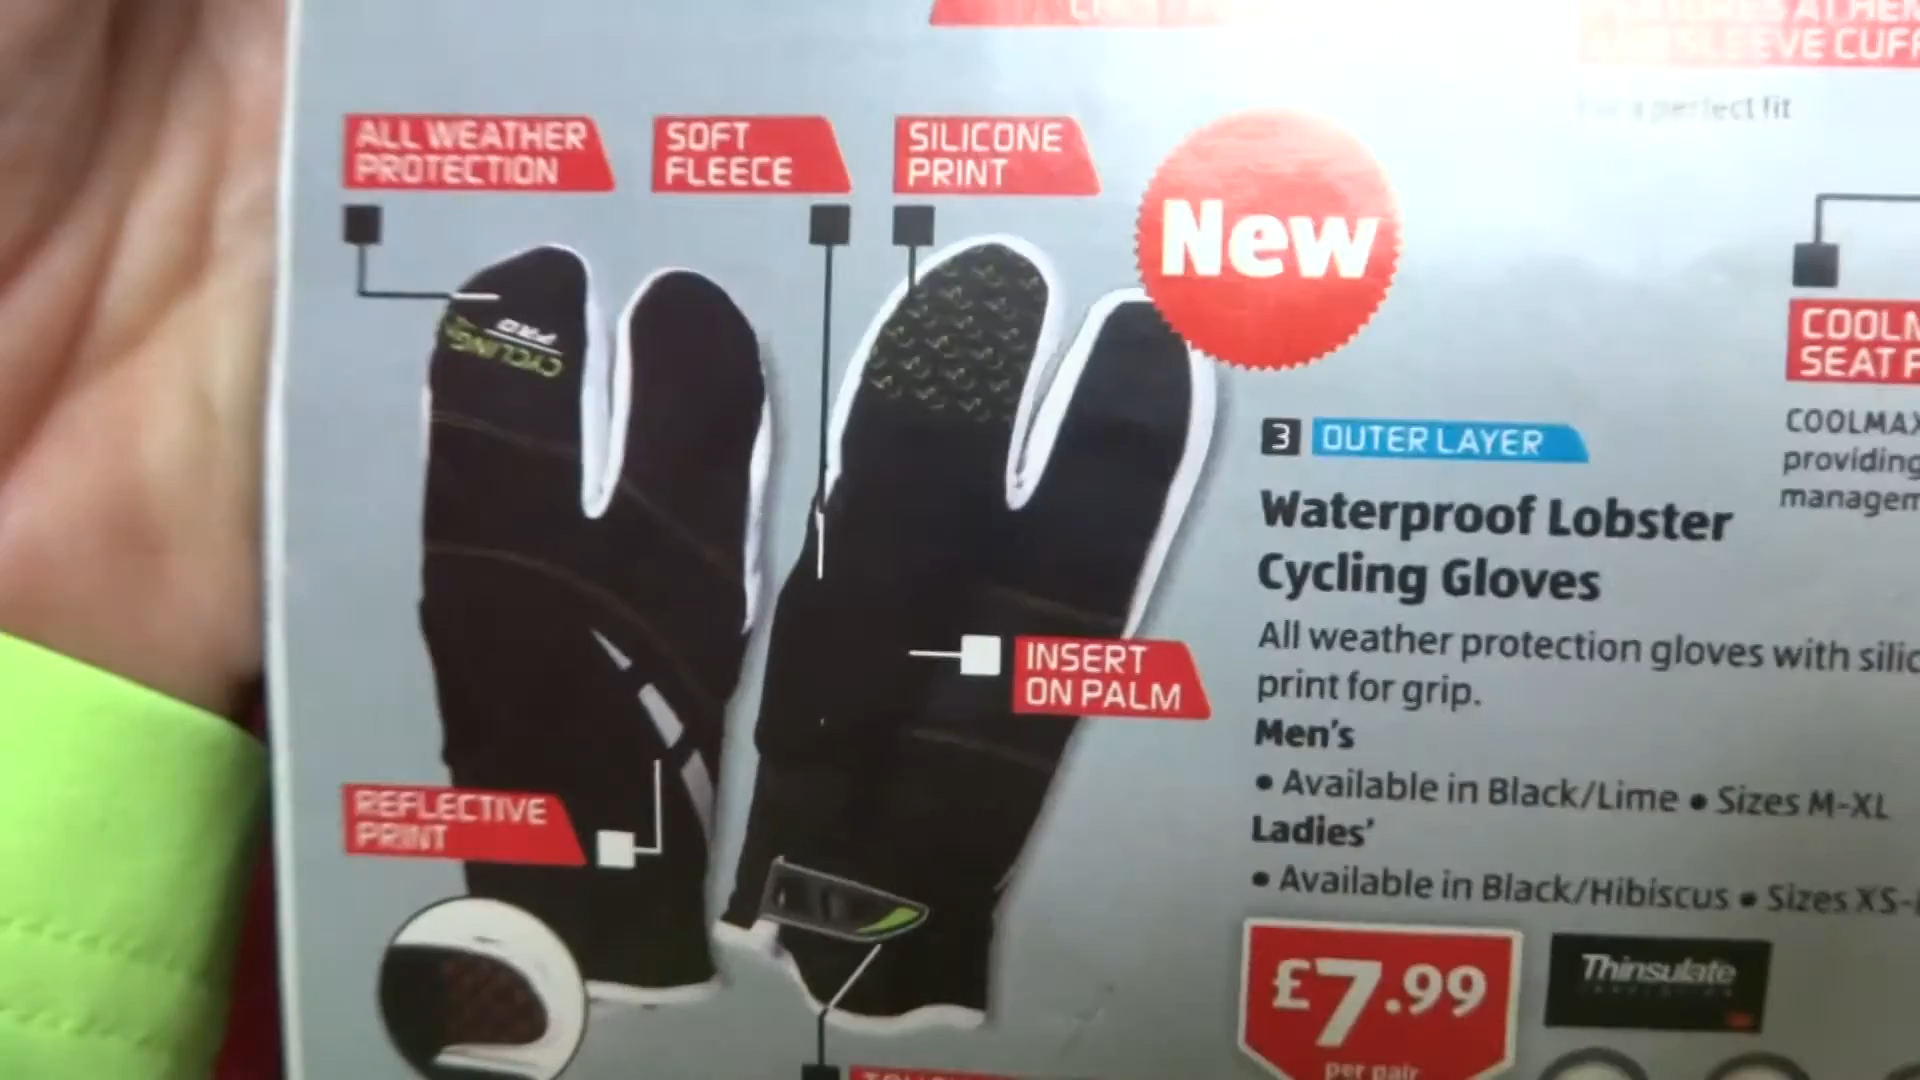 SLEEVE CUFF
a perfect fit
ALL WEATHER
PROTECTION
SOFT
FLEECE
SILICONE
PRINT
New
CYCLING
PRO
COOLM
SEAT P
COOLMAX
providing
managem
3 OUTER LAYER
Waterproof Lobster
Cycling Gloves
All weather protection gloves with silic
print for grip.
Men's
• Available in Black/Lime • Sizes M-XL
Ladies'
• Available in Black/Hibiscus • Sizes XS-
INSERT
ON PALM
REFLECTIVE
PRINT
£7.99
per pair
Thinsulate